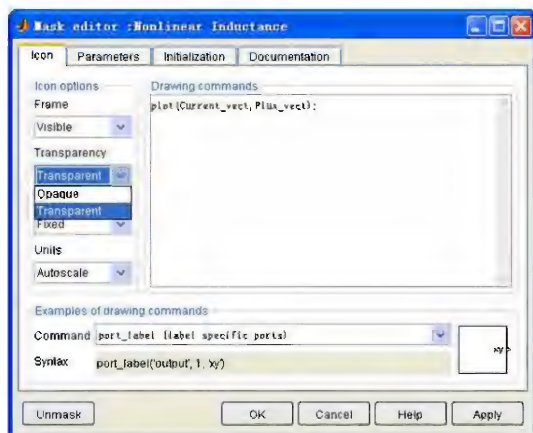 Mask editor :Nonlinear Inductance
Icon Parameters Initialization Documentation
Icon options
Frame
Visible
Transparency
Transparent
Opaque
Transparent
Fixed
Units
Autoscale
Drawing commands
plot(Current_vect, Flux_vect);
Examples of drawing commands
Command port_label (label specific ports)
Syntax port_label('output', 1, 'xy')
xy
Unmask OK Cancel Help Apply